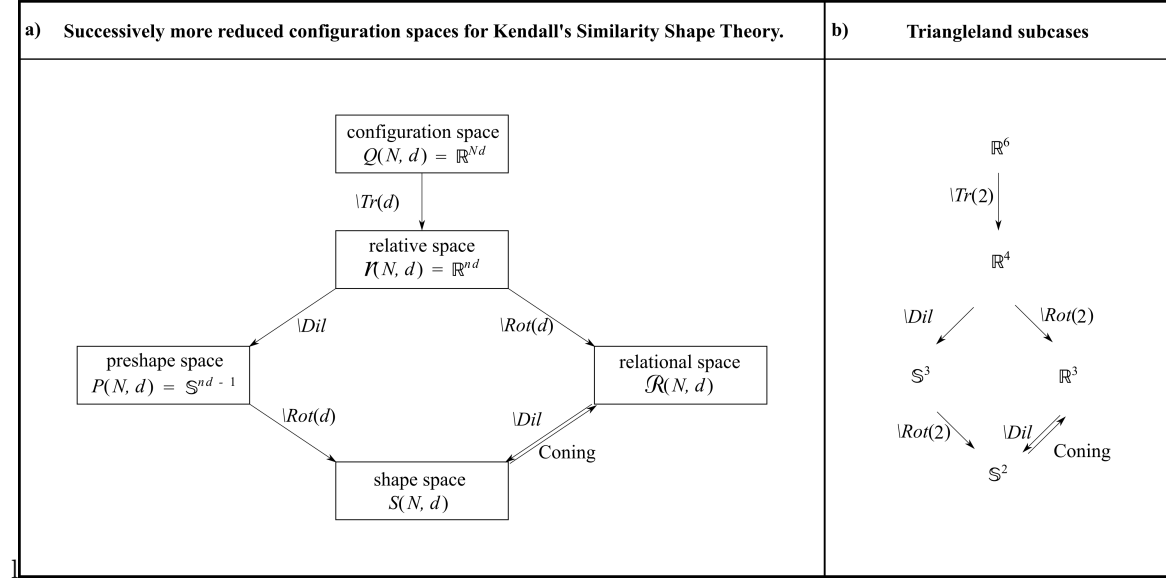 a) Successively more reduced configuration spaces for Kendall's Similarity Shape Theory.
configuration space
Q(N, d) = ℝ^{Nd}
\Tr(d)
relative space
r(N, d) = ℝ^{nd}
\Dil
\Rot(d)
preshape space
P(N, d) = 𝕊^{nd - 1}
relational space
ℛ(N, d)
\Rot(d)
\Dil
Coning
shape space
S(N, d)
b) Triangleland subcases
ℝ^6
\Tr(2)
ℝ^4
\Dil
\Rot(2)
𝕊^3
ℝ^3
\Rot(2)
\Dil
Coning
𝕊^2
l